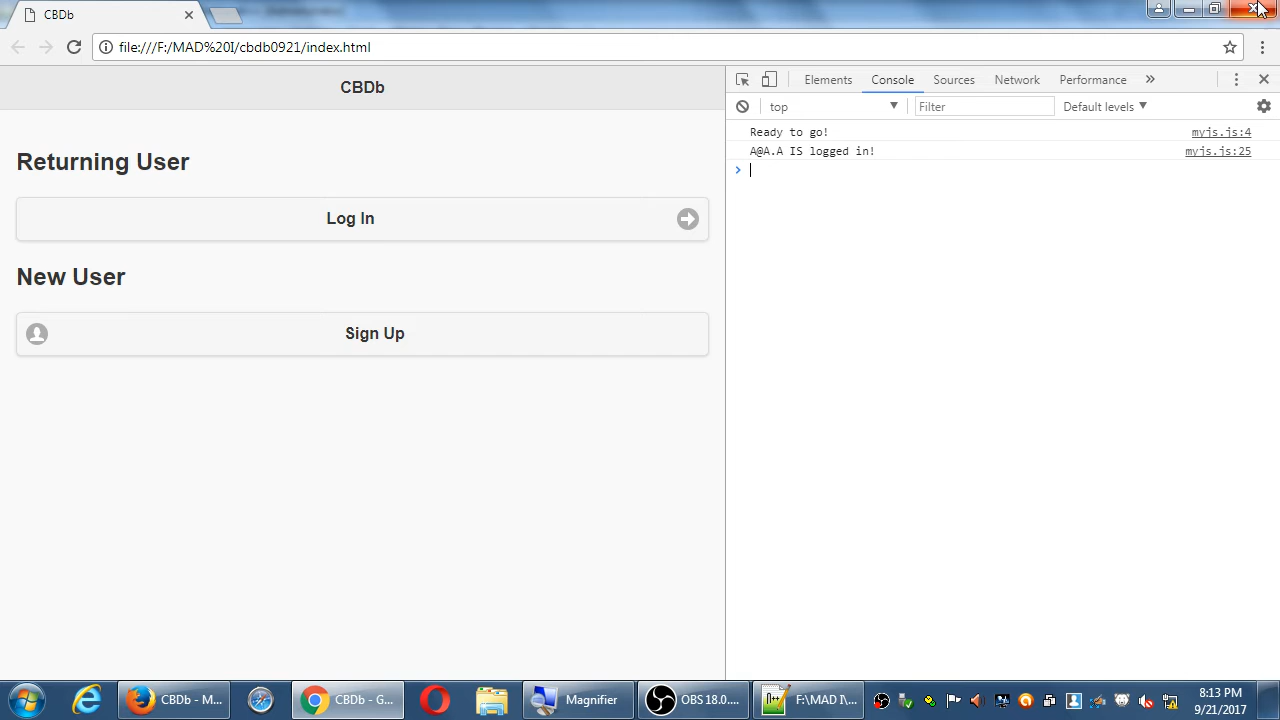 CBDb
file:///F:/MAD%20I/cbdb0921/index.html
CBDb
Returning User
Log In
New User
Sign Up
Elements Console Sources Network Performance »
top Filter Default levels
Ready to go! myjs.js:4
A@A.A IS logged in! myjs.js:25
>
CBDb - M... CBDb - G... Magnifier OBS 18.0.... F:\MAD I\... 8:13 PM
9/21/2017